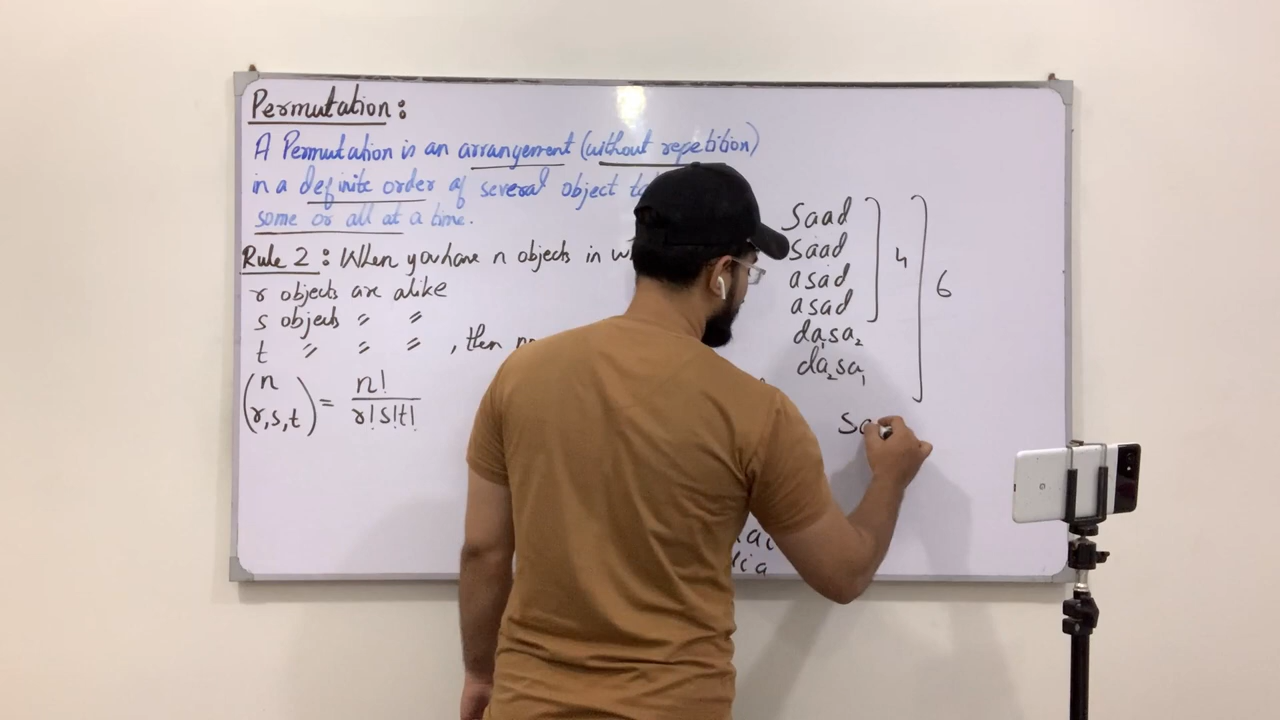 Permutation:
A Permutation is an arrangement (without repetition)
in a definite order of several object
some or all at a time.
Rule 2: When you have n objects in
r objects are alike
s objects " "
t " " " , then
(n
r,s,t) = n!
r!s!t!
Saad
saad
asad
asad
4
da₁sa₂
da₂sa₁
6
Sa